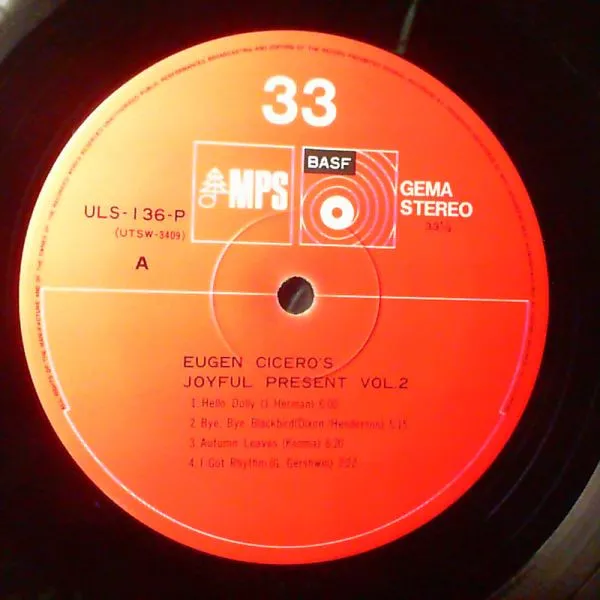 33
MPS
BASF
GEMA
STEREO
33⅓
ULS-136-P
(UTSW-3409)
A
EUGEN CICERO'S
JOYFUL PRESENT VOL.2
1. Hello Dolly (J. Herman) 6:00
2. Bye, Bye Blackbird(Dixon/Henderson) 5:15
3. Autumn Leaves (Kosma) 6:20
4. I Got Rhythm(G. Gershwin) 2:22